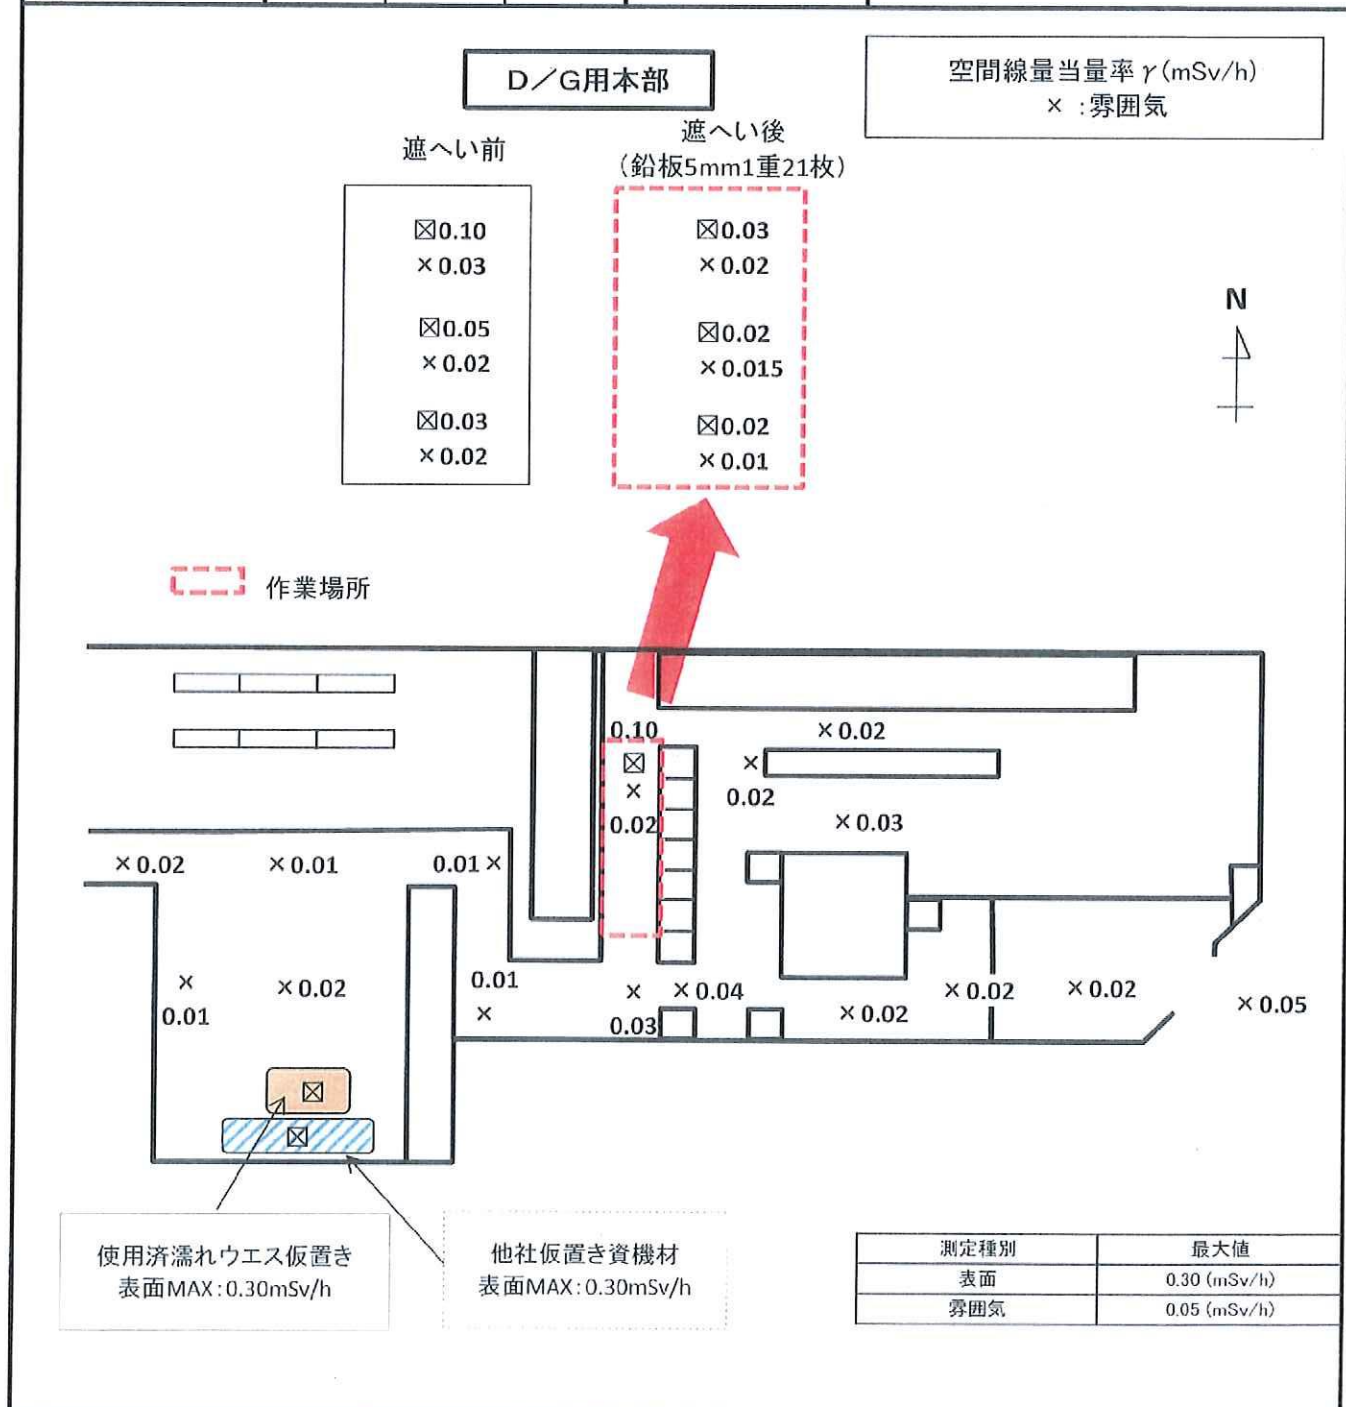 D／G用本部
空間線量当量率γ(mSv/h)
×：雰囲気
遮へい前
遮へい後
（鉛板5mm1重21枚）
☒0.10
×0.03
☒0.05
×0.02
☒0.03
×0.02
☒0.03
×0.02
☒0.02
×0.015
☒0.02
×0.01
N
作業場所
0.10
☒
×
0.02
×0.02
×
0.02
×0.03
×0.02
×0.01
0.01×
×
0.01
×0.02
0.01
×
×
0.03
×0.04
×0.02
×0.02
×0.02
×0.05
☒
☒
使用済濡れウエス仮置き
表面MAX：0.30mSv/h
他社仮置き資機材
表面MAX：0.30mSv/h
測定種別 最大値
表面 0.30 (mSv/h)
雰囲気 0.05 (mSv/h)